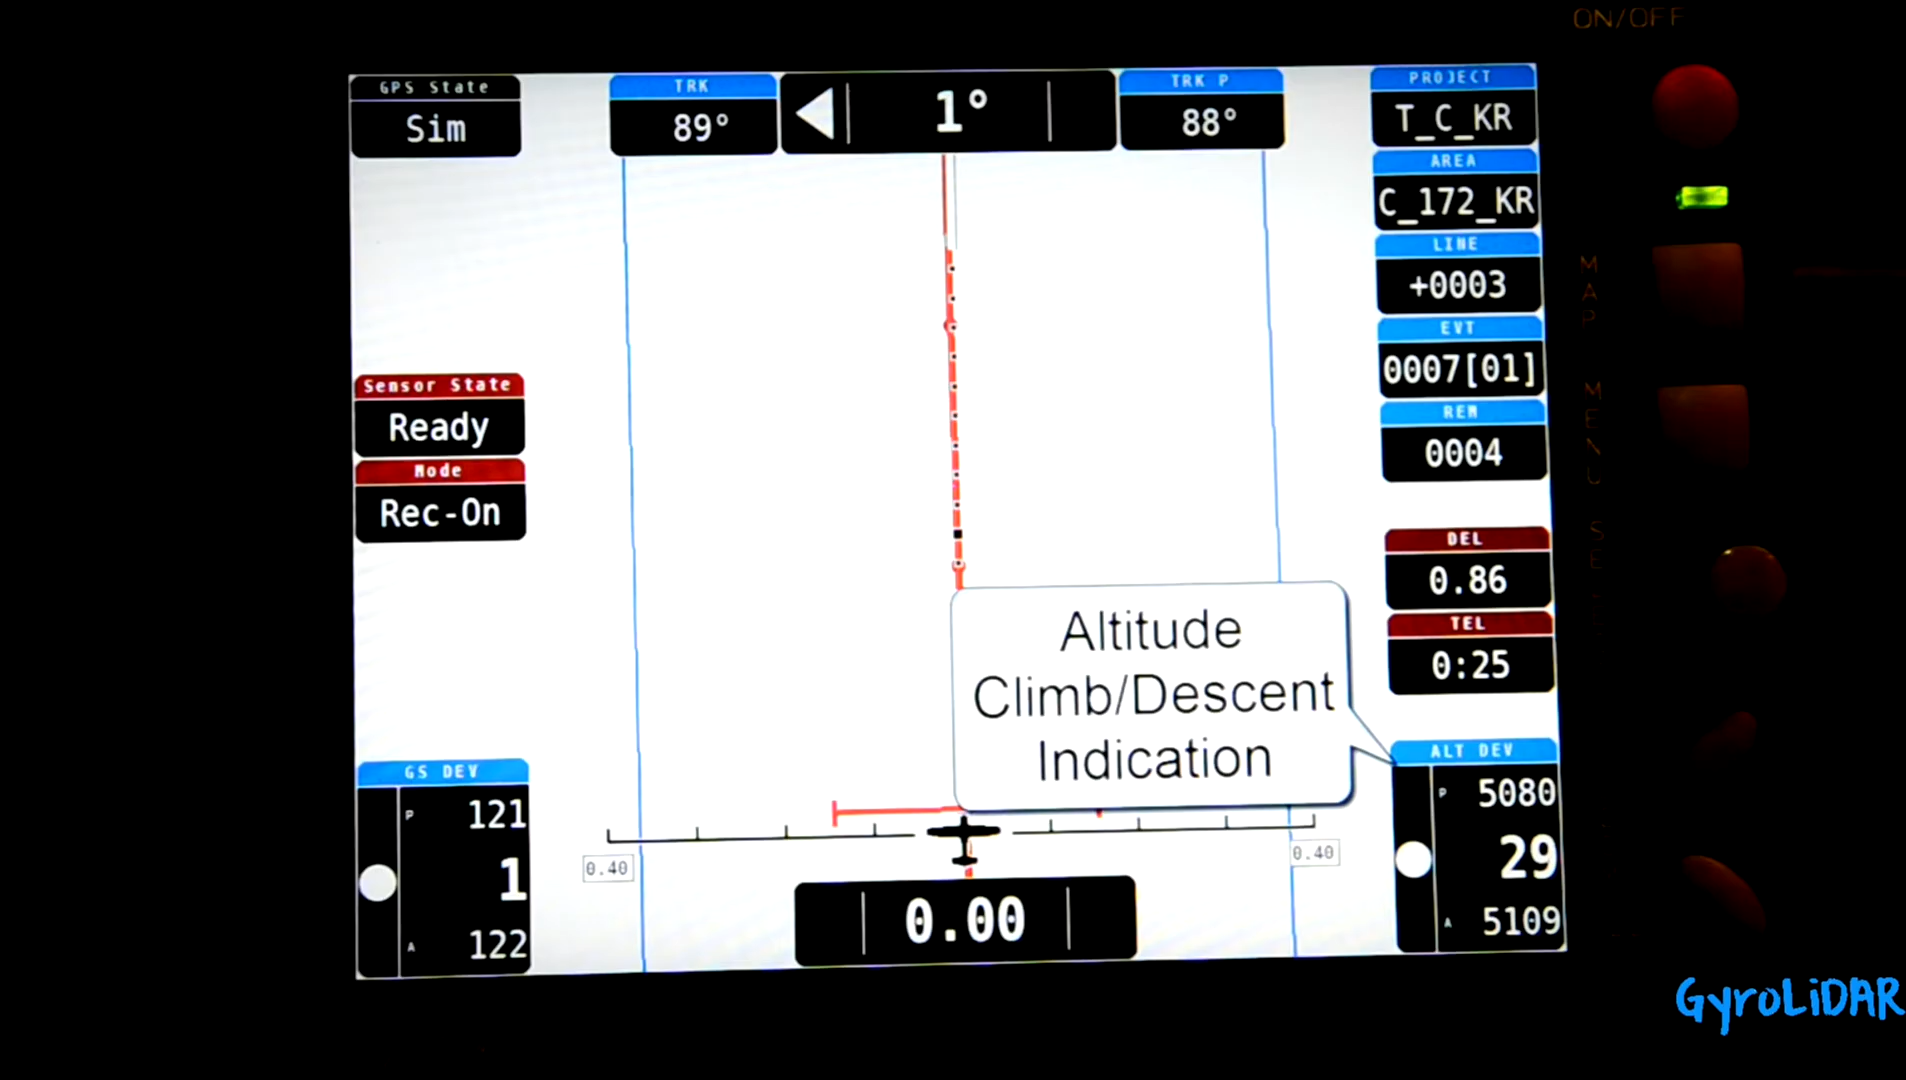 ON/OFF
GPS State
Sim
TRK
89°
1°
TRK P
88°
PROJECT
T_C_KR
AREA
C_172_KR
LINE
+0003
EVT
0007[01]
REM
0004
MAP
MENU
Sensor State
Ready
Mode
Rec-On
DEL
0.86
TEL
0:25
Altitude
Climb/Descent
Indication
GS DEV
P 121
1
A 122
0.40
0.40
0.00
ALT DEV
P 5080
29
A 5109
GyroLiDAR